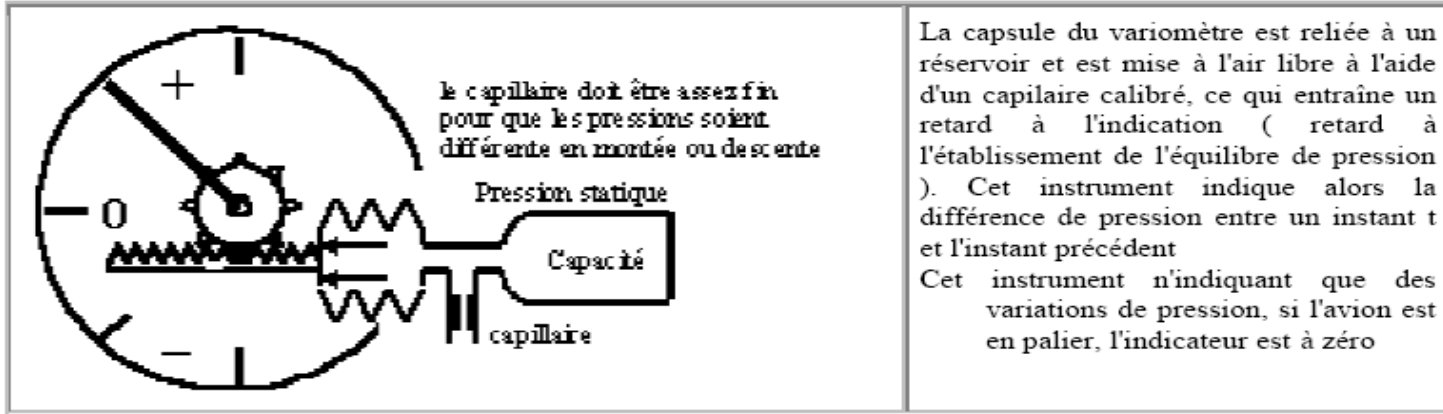 +
le capillaire doit être assez fin
pour que les pressions soient
différente en montée ou descente
Pression statique
0
Capacité
capillaire
−
La capsule du variomètre est reliée à un
réservoir et est mise à l'air libre à l'aide
d'un capilaire calibré, ce qui entraîne un
retard à l'indication ( retard à
l'établissement de l'équilibre de pression
). Cet instrument indique alors la
différence de pression entre un instant t
et l'instant précédent
Cet instrument n'indiquant que des
variations de pression, si l'avion est
en palier, l'indicateur est à zéro